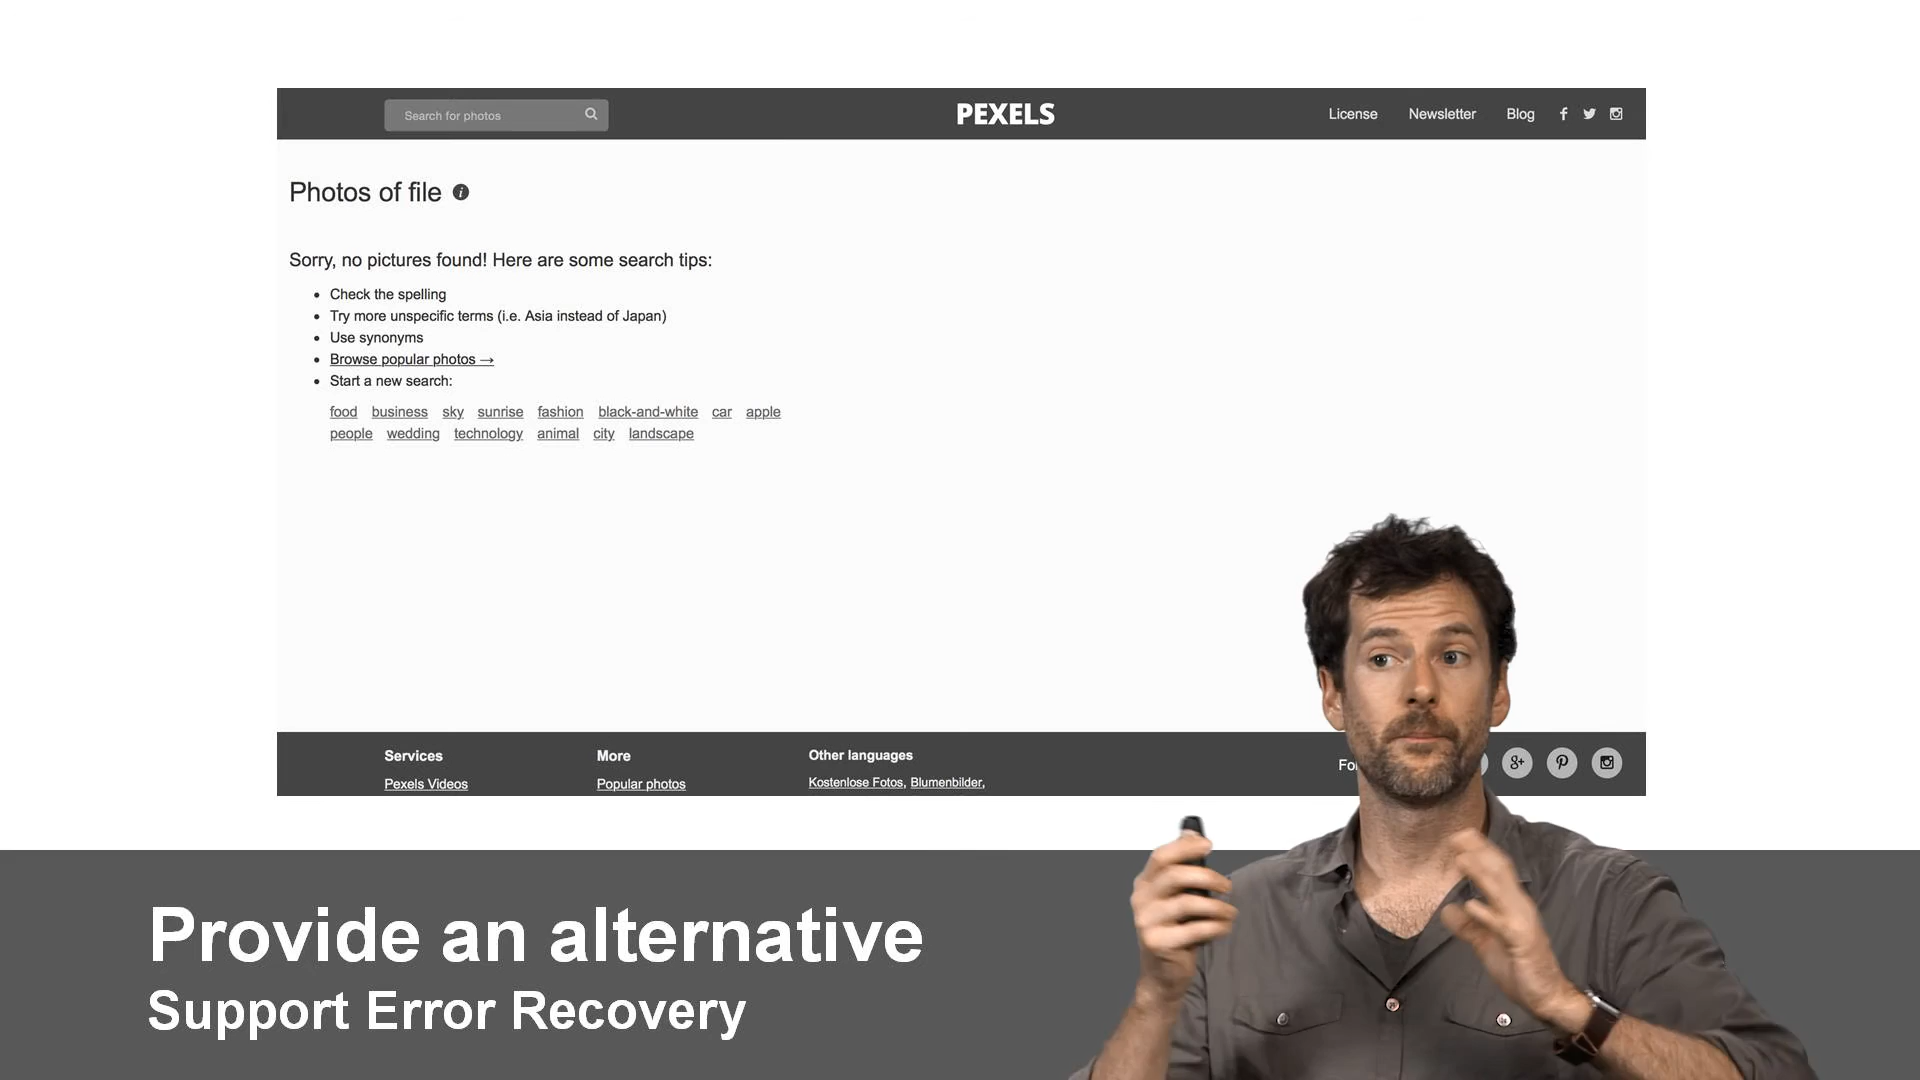 Search for photos
PEXELS
License Newsletter Blog
Photos of file
Sorry, no pictures found! Here are some search tips:
Check the spelling
Try more unspecific terms (i.e. Asia instead of Japan)
Use synonyms
Browse popular photos →
Start a new search:
food business sky sunrise fashion black-and-white car apple
people wedding technology animal city landscape
Services More Other languages
Pexels Videos Popular photos Kostenlose Fotos, Blumenbilder,
g+
Provide an alternative
Support Error Recovery